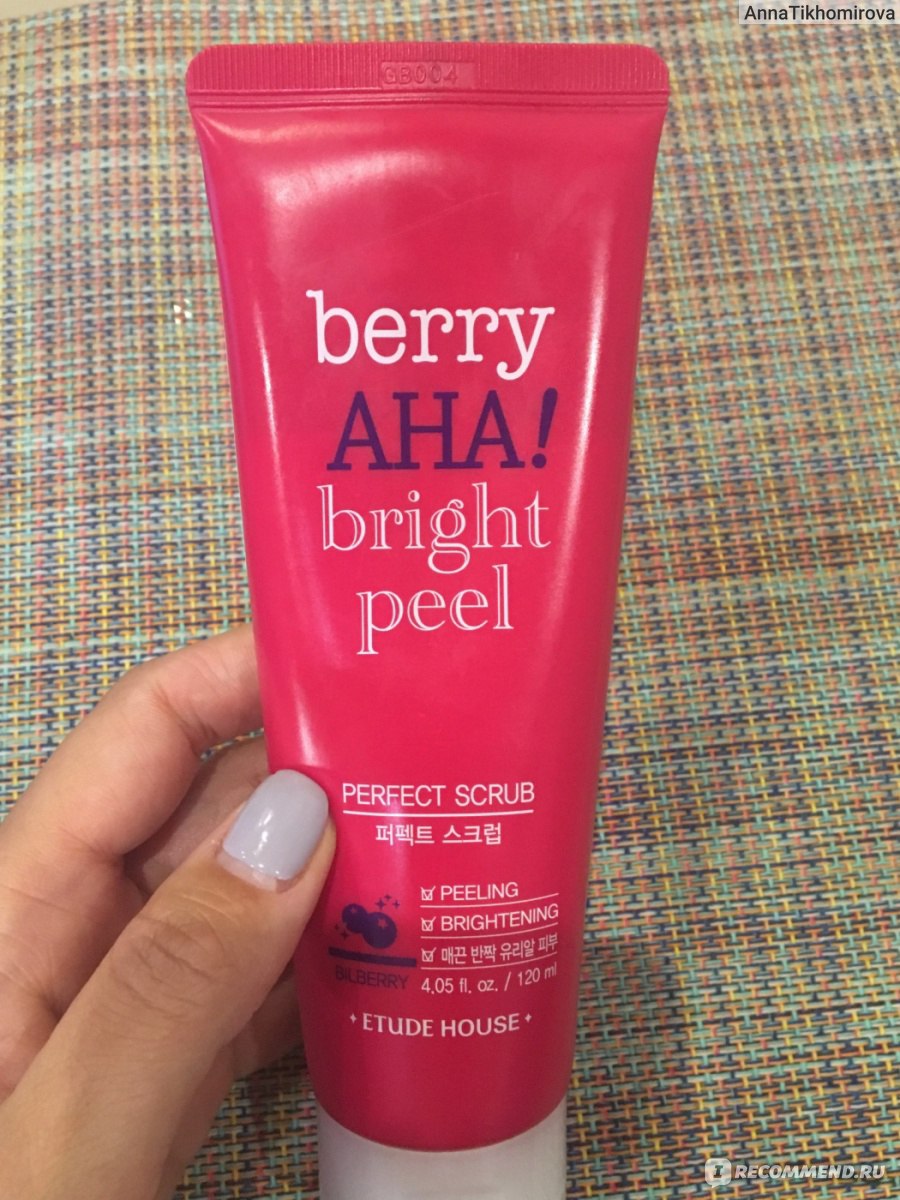 AnnaTikhomirova
GB004
berry
AHA!
bright
peel
PERFECT SCRUB
퍼펙트 스크럽
PEELING
BRIGHTENING
매끈 반짝 유리알 피부
BILBERRY
4.05 fl. oz. / 120 ml
ETUDE HOUSE
IRECOMMEND.RU